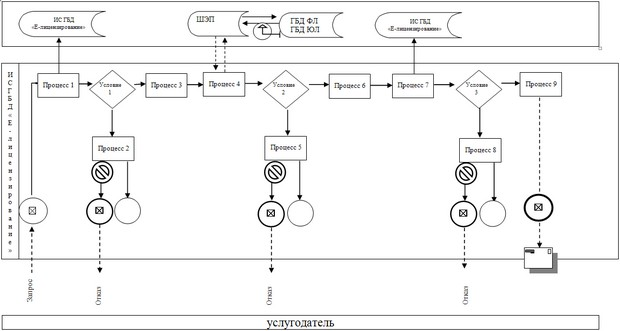 ИС ГБД
«Е-лицензирование»
ШЭП
ГБД ФЛ
ГБД ЮЛ
ИС ГБД
«Е-лицензирование»
ИС ГБД «Е-лицензирование»
Процесс 1
Условие
1
Процесс 3
Процесс 4
Условие
2
Процесс 6
Процесс 7
Условие
3
Процесс 9
Процесс 2
Процесс 5
Процесс 8
Запрос
Отказ
Отказ
Отказ
услугодатель